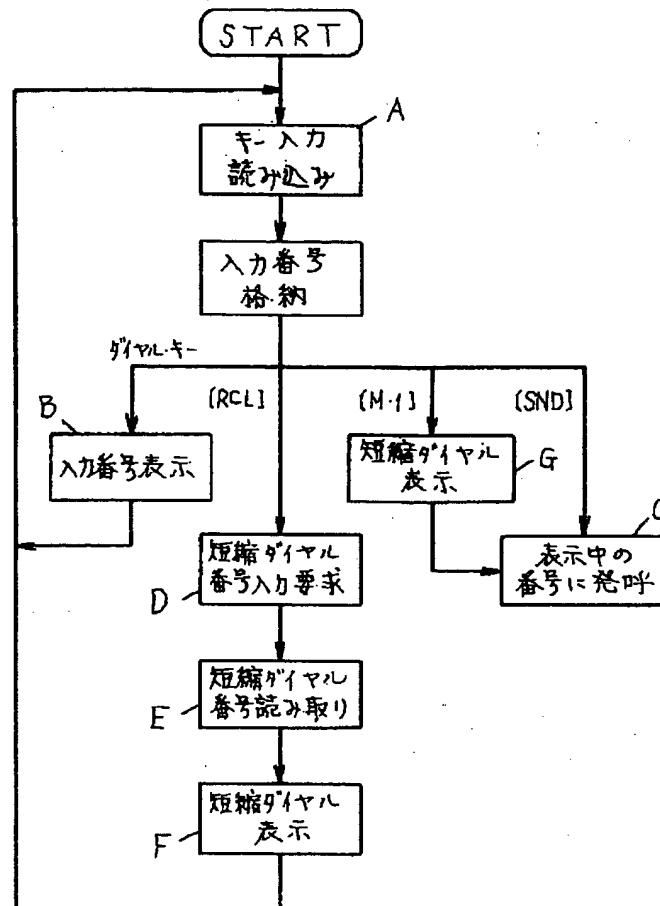 START
A
キー入力
読み込み
入力番号
格納
ダイヤル・キー
[RCL]
[M・1]
[SND]
B
入力番号表示
短縮ダイヤル
表示
G
C
表示中の
番号に発呼
短縮ダイヤル
番号入力要求
D
短縮ダイヤル
番号読み取り
E
短縮ダイヤル
表示
F